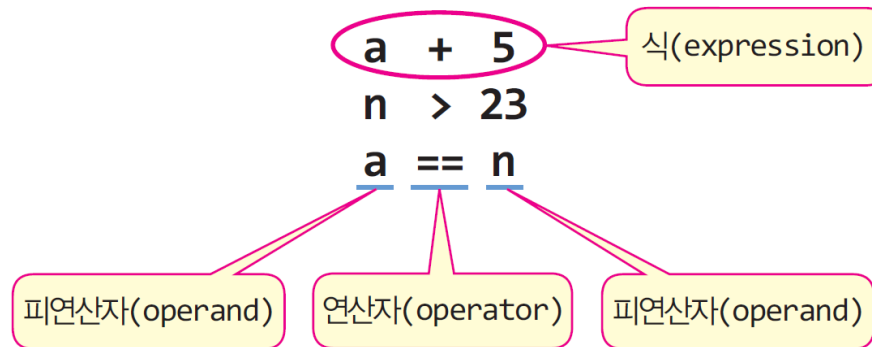 a + 5
식(expression)
n > 23
a == n
피연산자(operand)
연산자(operator)
피연산자(operand)